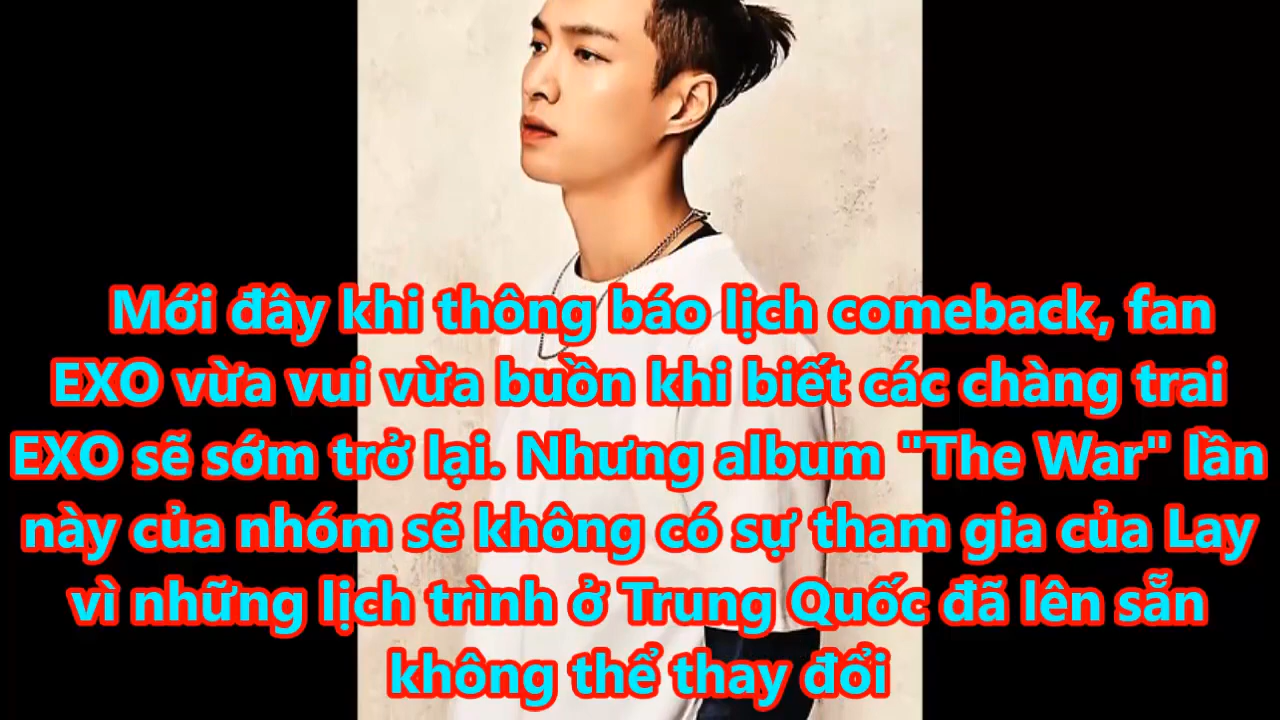 Mới đây khi thông báo lịch comeback, fan
EXO vừa vui vừa buồn khi biết các chàng trai
EXO sẽ sớm trở lại. Nhưng album "The War" lần
này của nhóm sẽ không có sự tham gia của Lay
vì những lịch trình ở Trung Quốc đã lên sẵn
không thể thay đổi